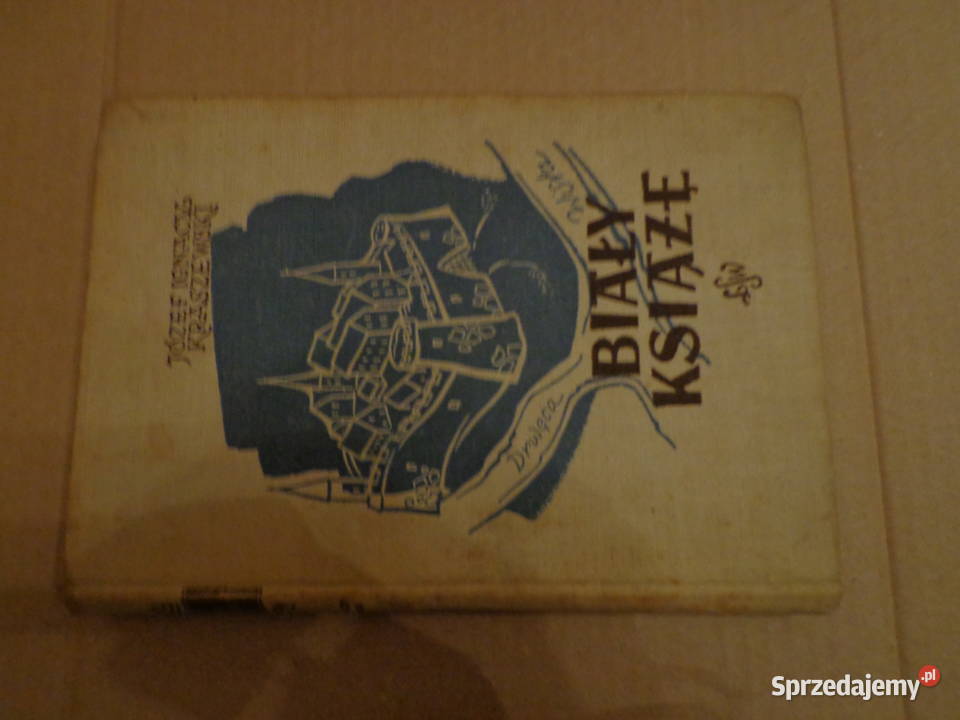 JÓZEF IGNACY
KRASZEWSKI
Wisła
Drwęca
BIAŁY
KSIĄŻĘ
Sprzedajemy.pl